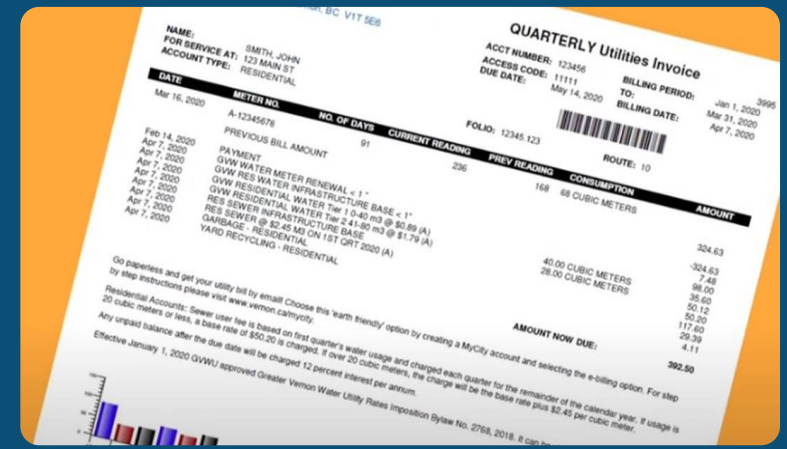 on, BC V1T 5E6
QUARTERLY Utilities Invoice
NAME: SMITH, JOHN
FOR SERVICE AT: 123 MAIN ST
ACCOUNT TYPE: RESIDENTIAL
ACCT NUMBER: 123456
ACCESS CODE: 11111
DUE DATE: May 14, 2020
3995
BILLING PERIOD: Jan 1, 2020
TO: Mar 31, 2020
BILLING DATE: Apr 7, 2020
FOLIO: 12345.123
ROUTE: 10
DATE METER NO. NO. OF DAYS CURRENT READING PREV READING CONSUMPTION AMOUNT
Mar 16, 2020 A-12345678 91 236 168 68 CUBIC METERS
PREVIOUS BILL AMOUNT 324.63
Feb 14, 2020 PAYMENT -324.63
Apr 7, 2020 GVW WATER METER RENEWAL < 1" 7.48
Apr 7, 2020 GVW RES WATER INFRASTRUCTURE BASE < 1" 98.00
Apr 7, 2020 GVW RESIDENTIAL WATER Tier 1 0-40 m3 @ $0.89 (A) 40.00 CUBIC METERS 35.60
Apr 7, 2020 GVW RESIDENTIAL WATER Tier 2 41-80 m3 @ $1.79 (A) 28.00 CUBIC METERS 50.12
Apr 7, 2020 RES SEWER INFRASTRUCTURE BASE 50.20
Apr 7, 2020 RES SEWER @ $2.45 M3 ON 1ST QRT 2020 (A) 117.60
Apr 7, 2020 GARBAGE - RESIDENTIAL 29.39
Apr 7, 2020 YARD RECYCLING - RESIDENTIAL 4.11
AMOUNT NOW DUE: 392.50
Go paperless and get your utility bill by email! Choose this 'earth friendly' option by creating a MyCity account and selecting the e-billing option. For step
by step instructions please visit www.vernon.ca/mycity.
Residential Accounts: Sewer user fee is based on first quarter's water usage and charged each quarter for the remainder of the calendar year. If usage is
20 cubic meters or less, a base rate of $50.20 is charged. If over 20 cubic meters, the charge will be the base rate plus $2.45 per cubic meter.
Any unpaid balance after the due date will be charged 12 percent interest per annum.
Effective January 1, 2020 GVWU approved Greater Vernon Water Utility Rates Imposition Bylaw No. 2768, 2018. It can be